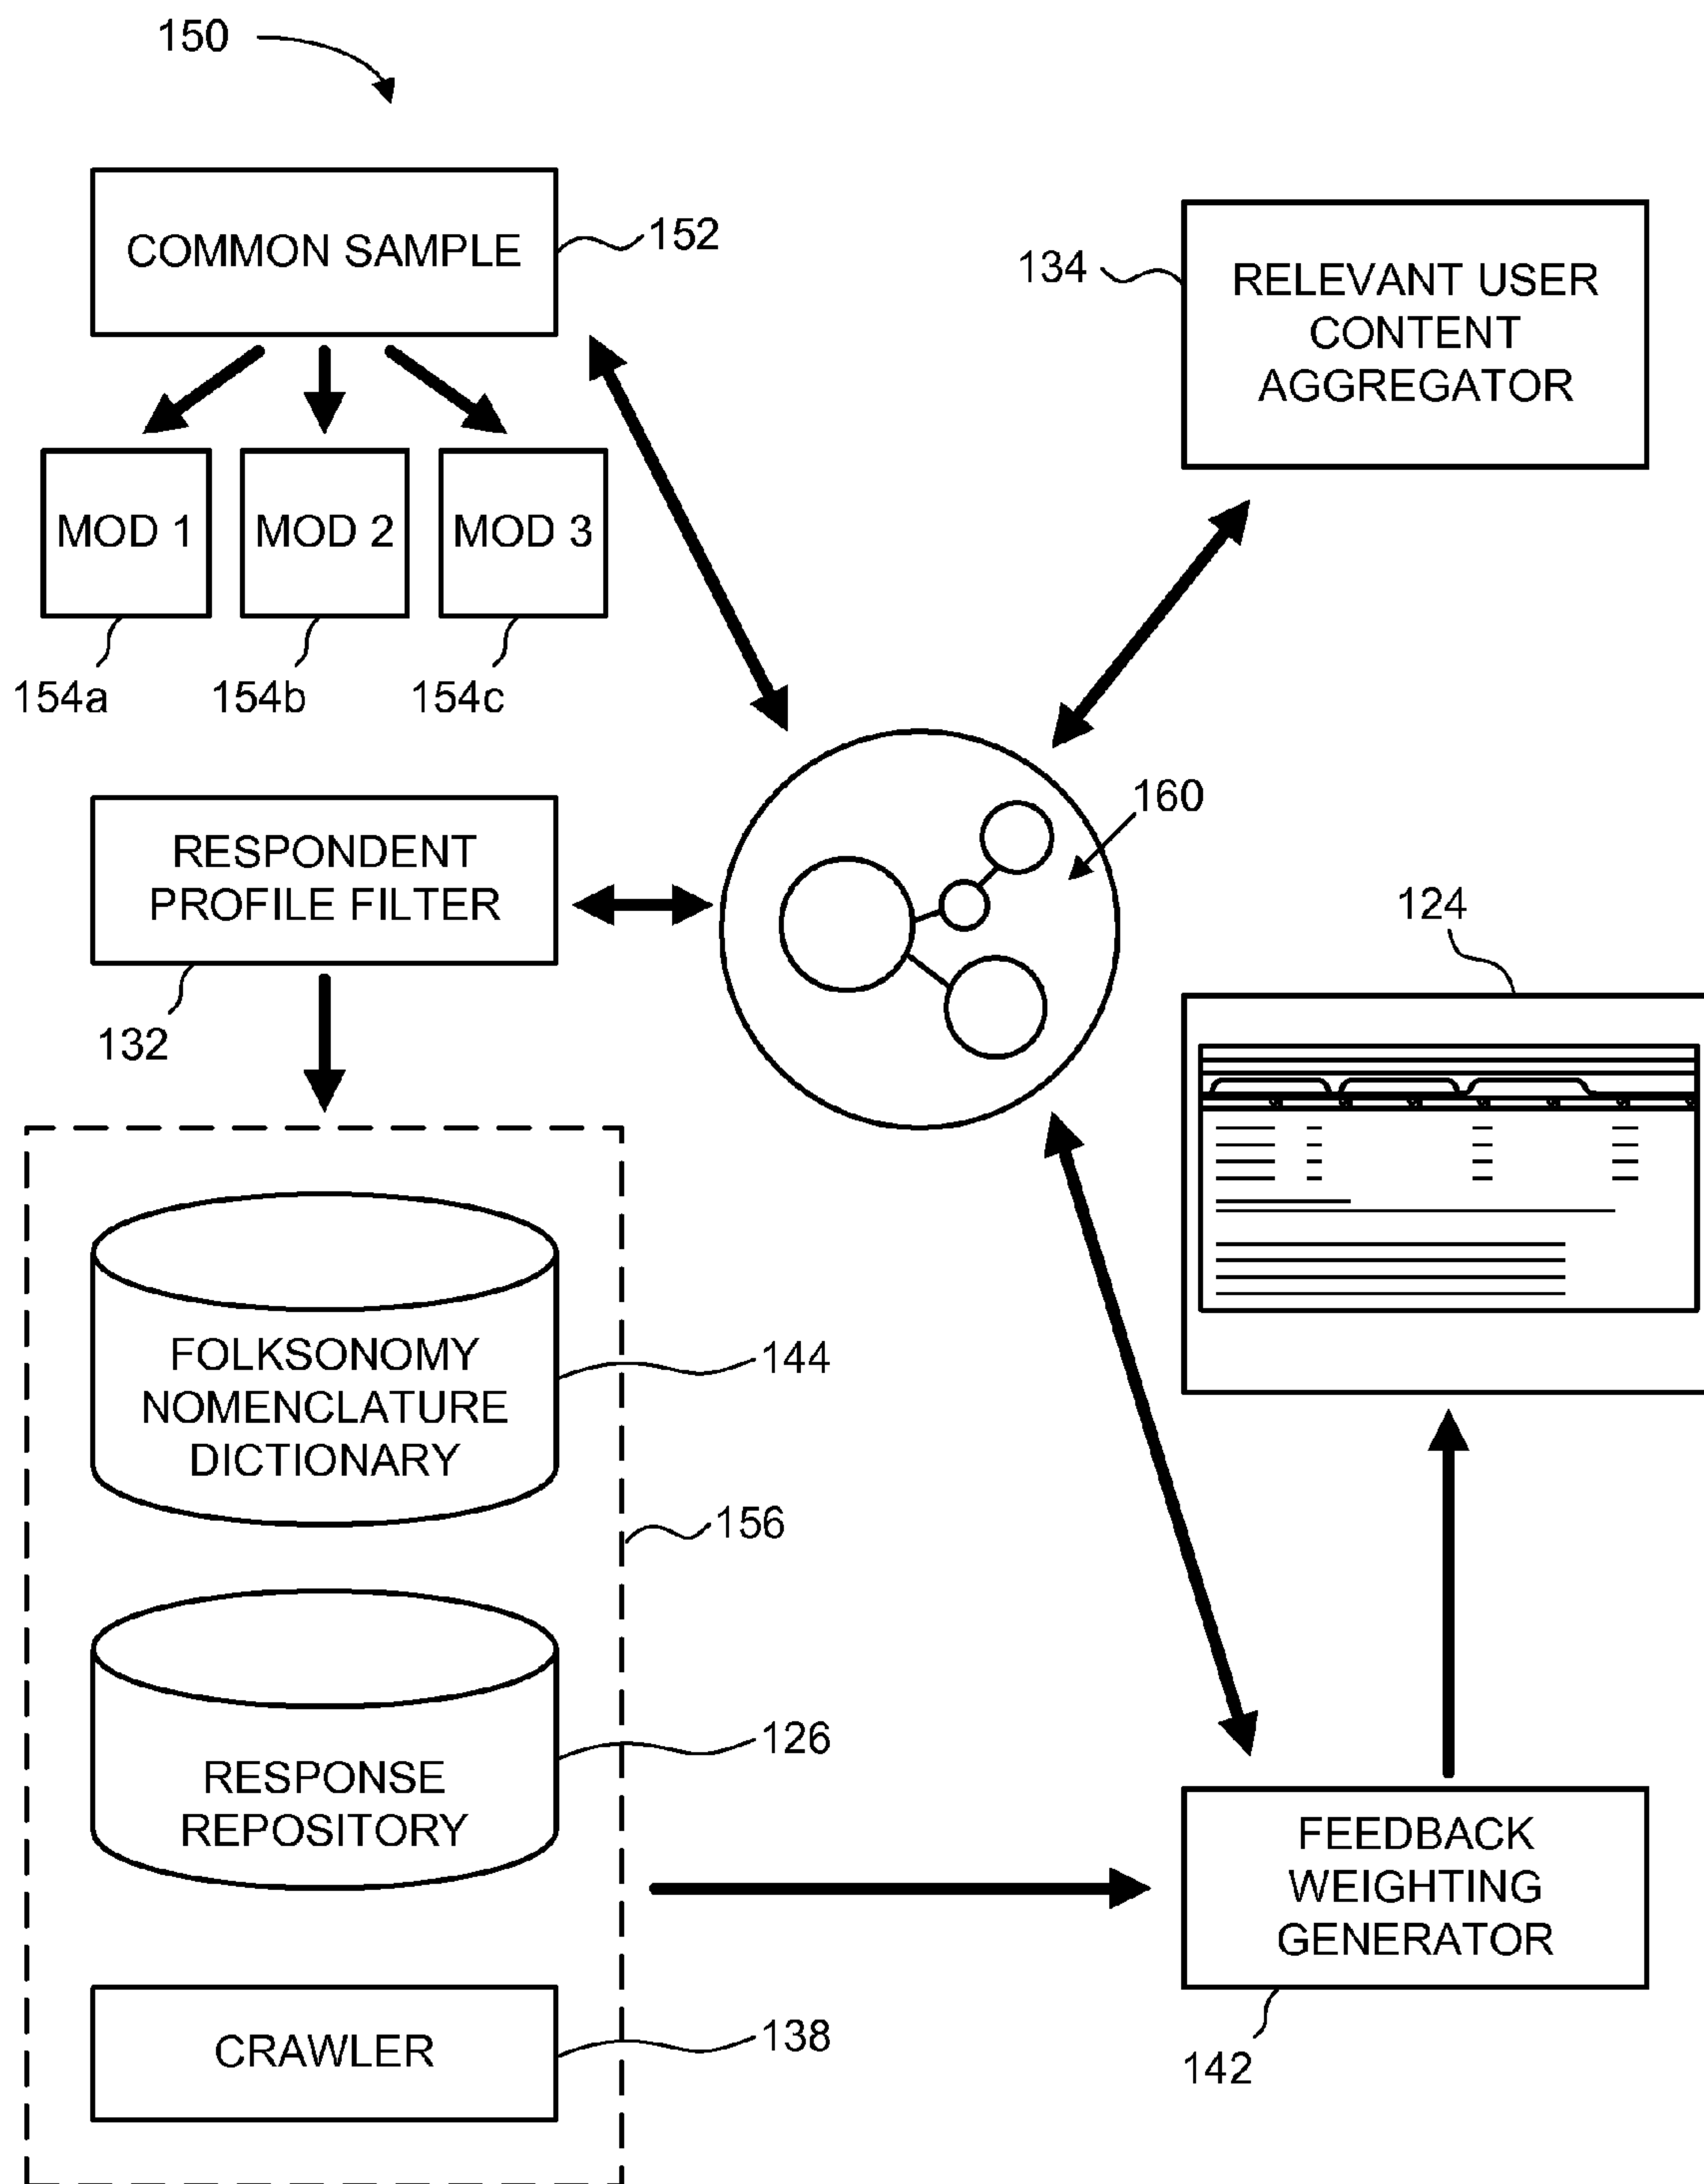 150
COMMON SAMPLE
152
134
RELEVANT USER
CONTENT
AGGREGATOR
MOD 1
MOD 2
MOD 3
154a
154b
154c
160
RESPONDENT
PROFILE FILTER
132
124
FOLKSONOMY
NOMENCLATURE
DICTIONARY
144
156
RESPONSE
REPOSITORY
126
FEEDBACK
WEIGHTING
GENERATOR
142
CRAWLER
138